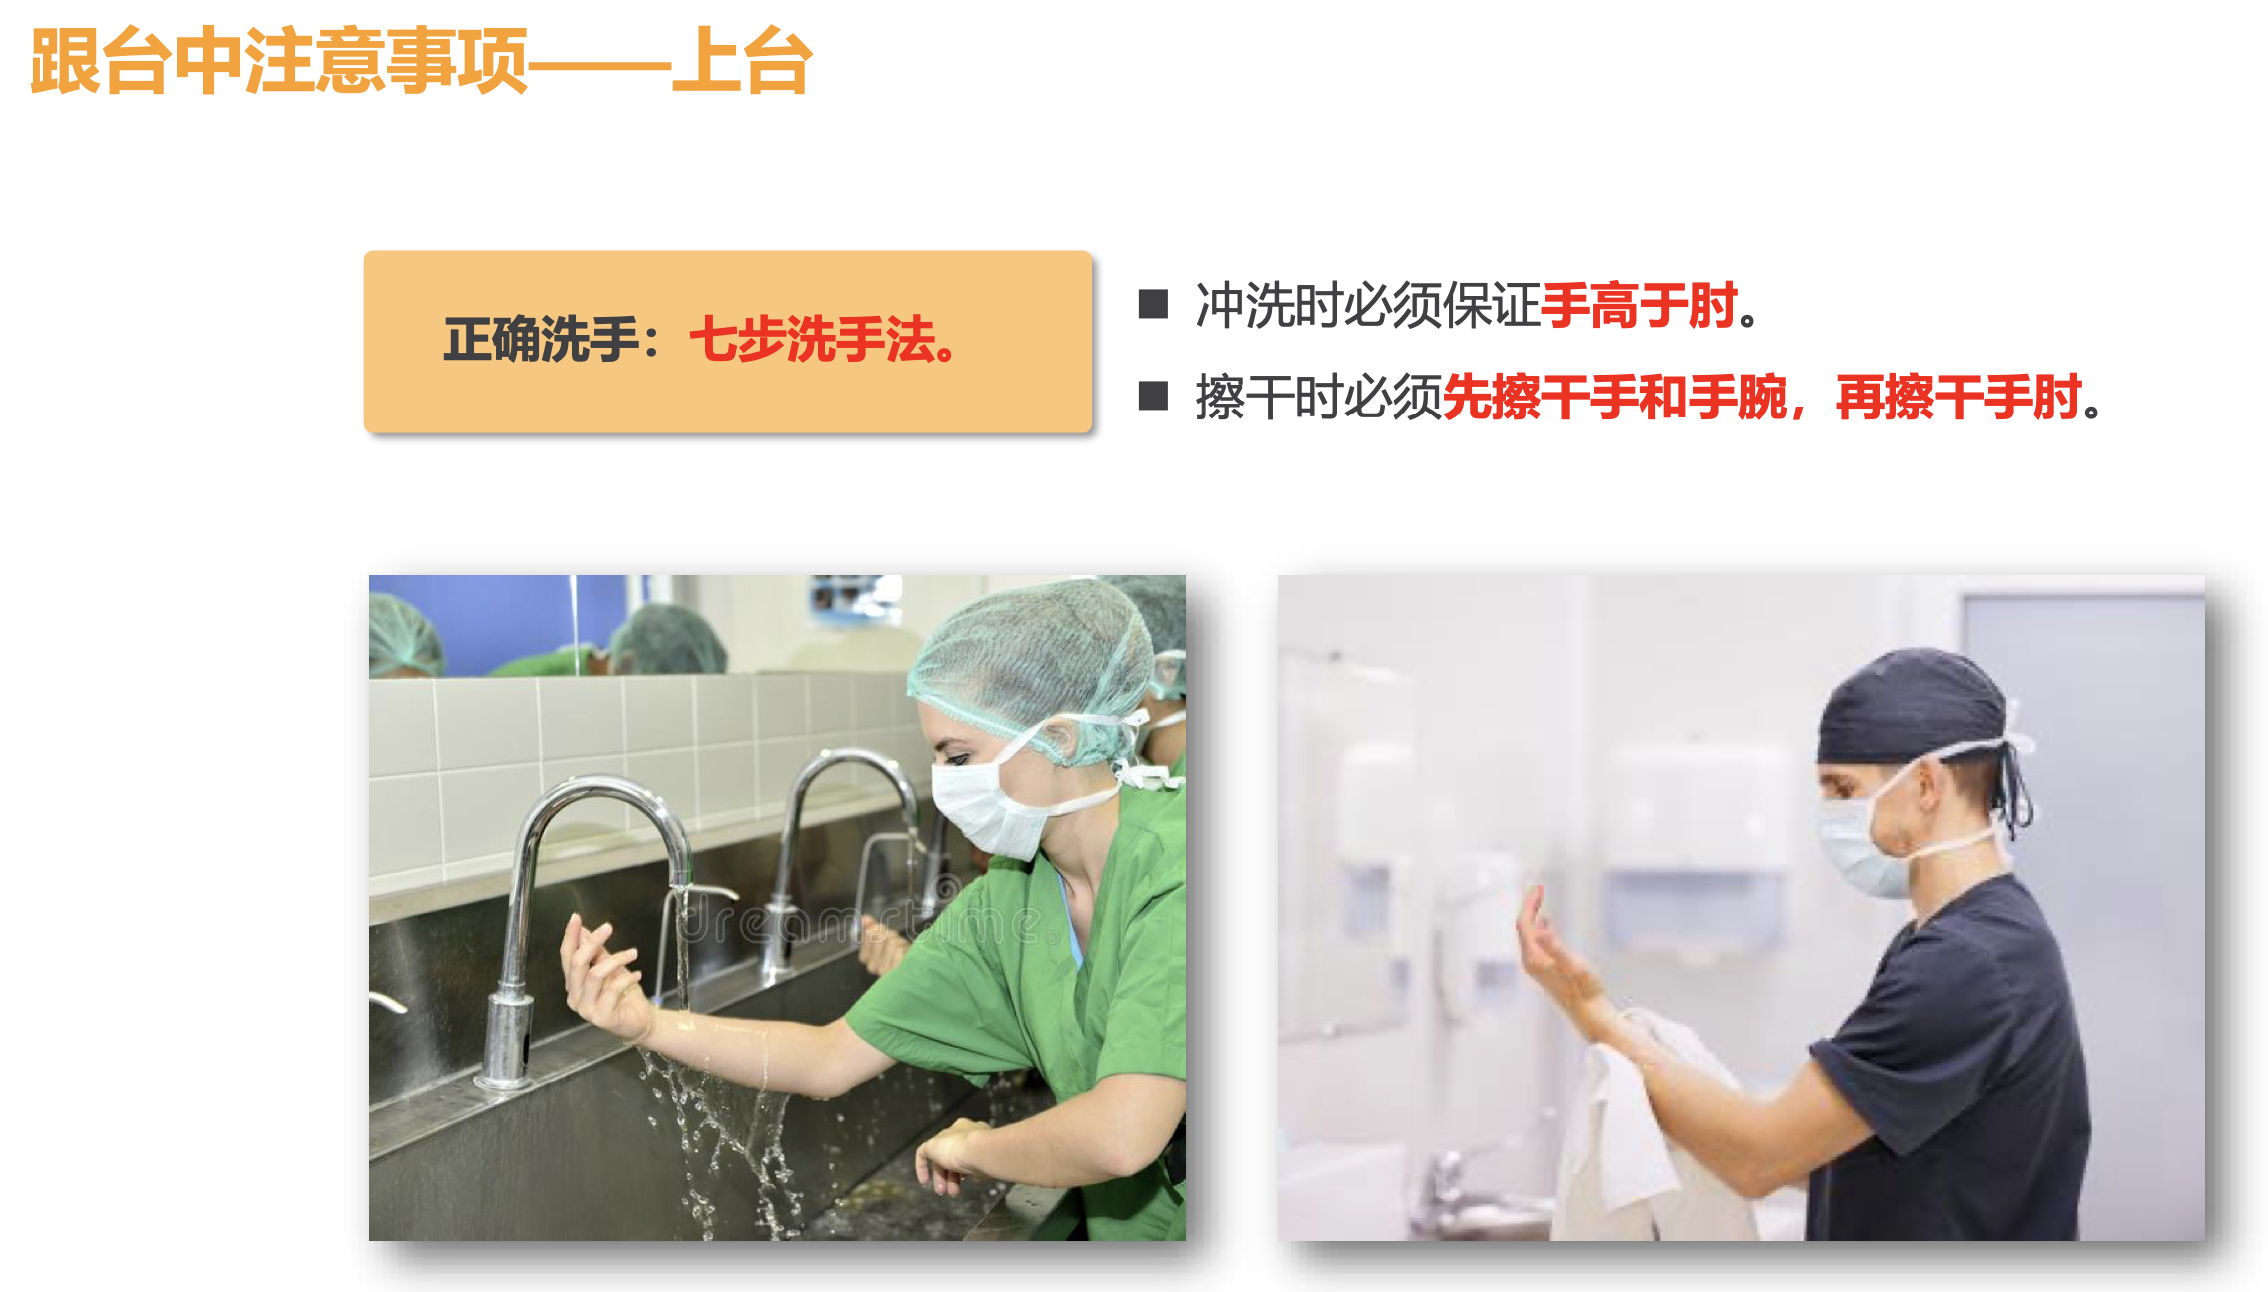 跟台中注意事项——上台
正确洗手：七步洗手法。
■ 冲洗时必须保证手高于肘。
■ 擦干时必须先擦干手和手腕，再擦干手肘。
dreamstime.